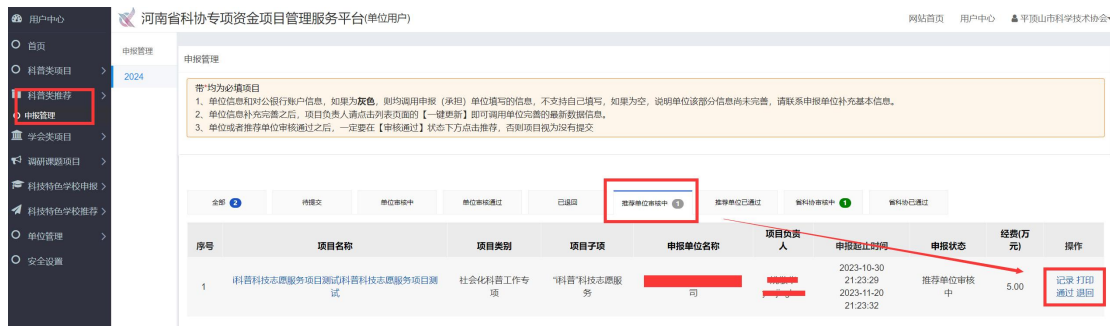 用户中心
河南省科协专项资金项目管理服务平台(单位用户)
网站首页 用户中心 平顶山市科学技术协会
首页
科普类项目
科普类推荐
申报管理
学会类项目
调研课题项目
科技特色学校申报
科技特色学校推荐
单位管理
安全设置
申报管理
2024
申报管理
带*均为必填项目
1、单位信息和对公银行账户信息，如果为灰色，则均调用申报（承担）单位填写的信息，不支持自己填写，如果为空，说明单位该部分信息尚未完善，请联系申报单位补充基本信息。
2、单位信息补充完善之后，项目负责人请点击列表页面的【一键更新】即可调用单位完善的最新数据信息。
3、单位或者推荐单位审核通过之后，一定要在【审核通过】状态下方点击推荐，否则项目视为没有提交
全部 2 待提交 单位审核中 单位审核通过 已退回 推荐单位审核中 1 推荐单位已通过 省科协审核中 1 省科协已通过
序号 项目名称 项目类别 项目子项 申报单位名称 项目负责人 申报起止时间 申报状态 经费(万元) 操作
1
i科普科技志愿服务项目测试i科普科技志愿服务项目测
试
社会化科普工作专
项
“i科普”科技志愿服
务
司
2023-10-30
21:23:29
2023-11-20
21:23:32
推荐单位审核
中
5.00
记录 打印
通过 退回